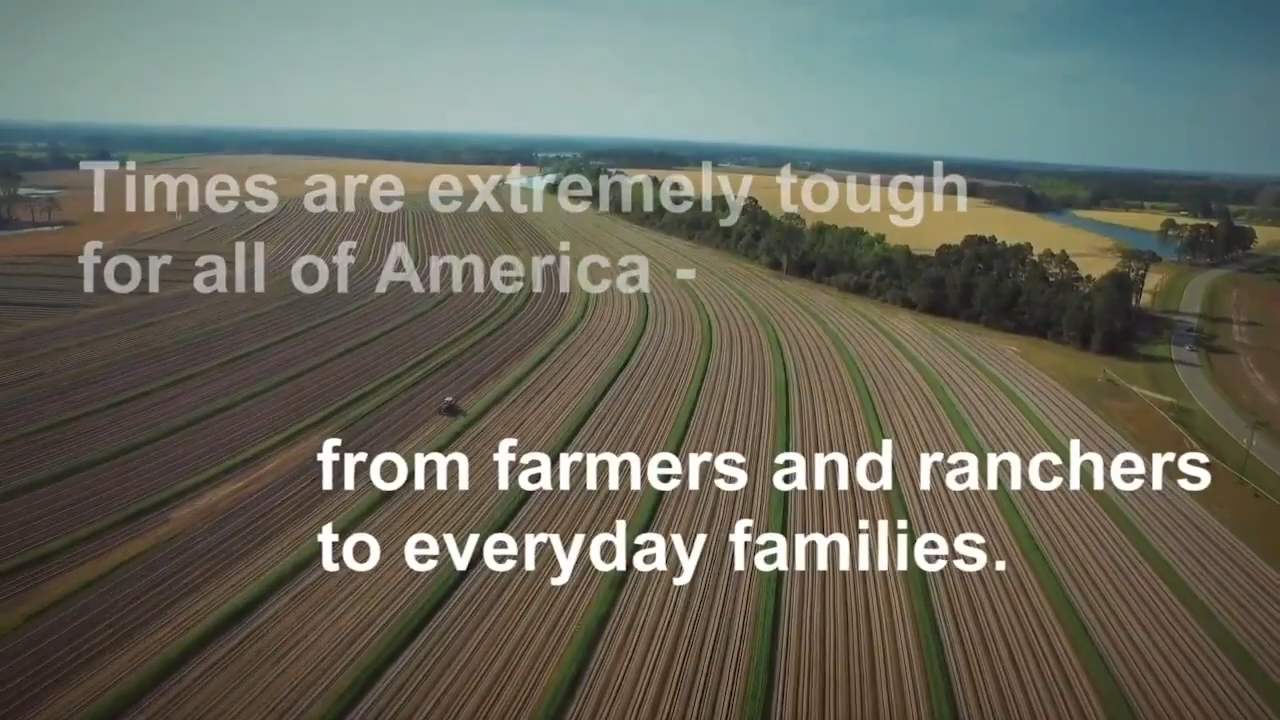 Times are extremely tough
for all of America -
from farmers and ranchers
to everyday families.